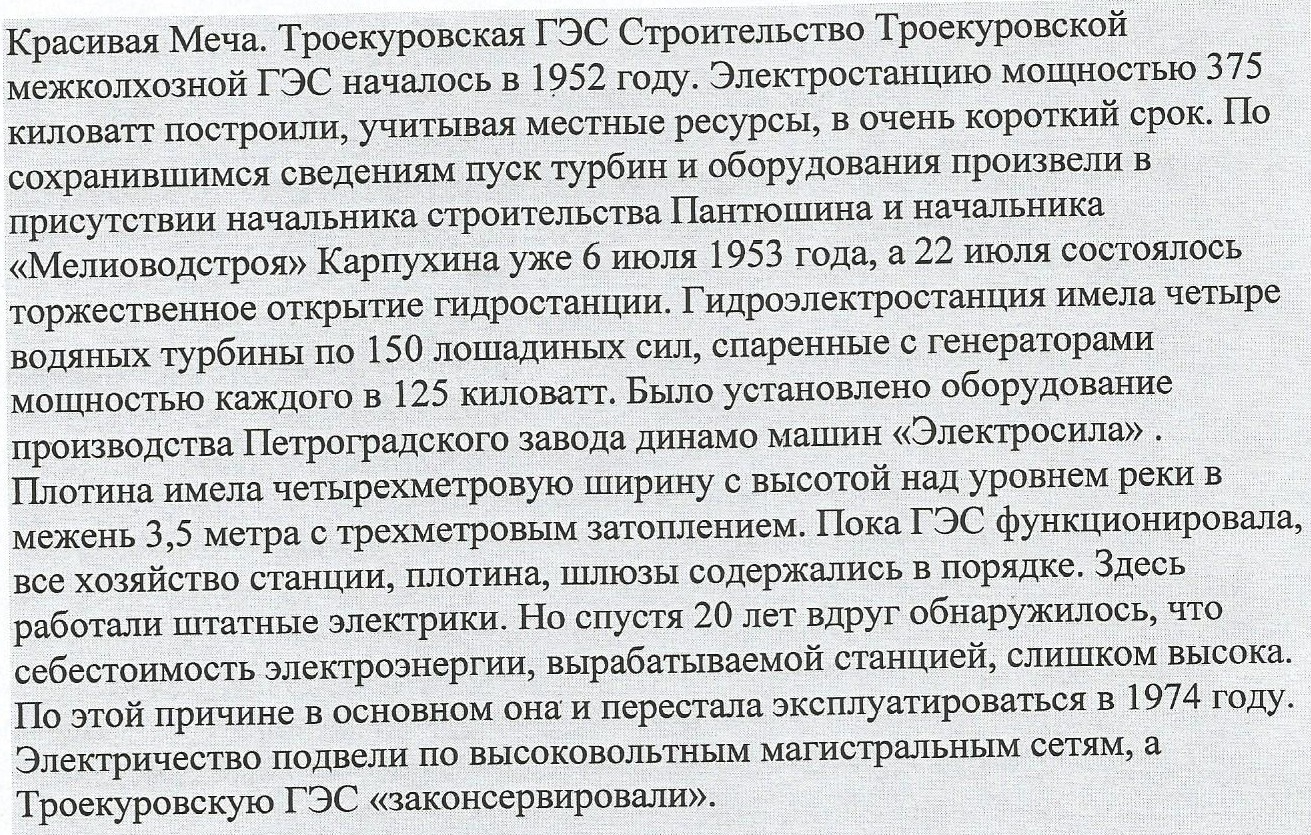 Красивая Меча. Троекуровская ГЭС Строительство Троекуровской
межколхозной ГЭС началось в 1952 году. Электростанцию мощностью 375
киловатт построили, учитывая местные ресурсы, в очень короткий срок. По
сохранившимся сведениям пуск турбин и оборудования произвели в
присутствии начальника строительства Пантюшина и начальника
«Мелиоводстроя» Карпухина уже 6 июля 1953 года, а 22 июля состоялось
торжественное открытие гидростанции. Гидроэлектростанция имела четыре
водяных турбины по 150 лошадиных сил, спаренные с генераторами
мощностью каждого в 125 киловатт. Было установлено оборудование
производства Петроградского завода динамо машин «Электросила» .
Плотина имела четырехметровую ширину с высотой над уровнем реки в
межень 3,5 метра с трехметровым затоплением. Пока ГЭС функционировала,
все хозяйство станции, плотина, шлюзы содержались в порядке. Здесь
работали штатные электрики. Но спустя 20 лет вдруг обнаружилось, что
себестоимость электроэнергии, вырабатываемой станцией, слишком высока.
По этой причине в основном она и перестала эксплуатироваться в 1974 году.
Электричество подвели по высоковольтным магистральным сетям, а
Троекуровскую ГЭС «законсервировали».